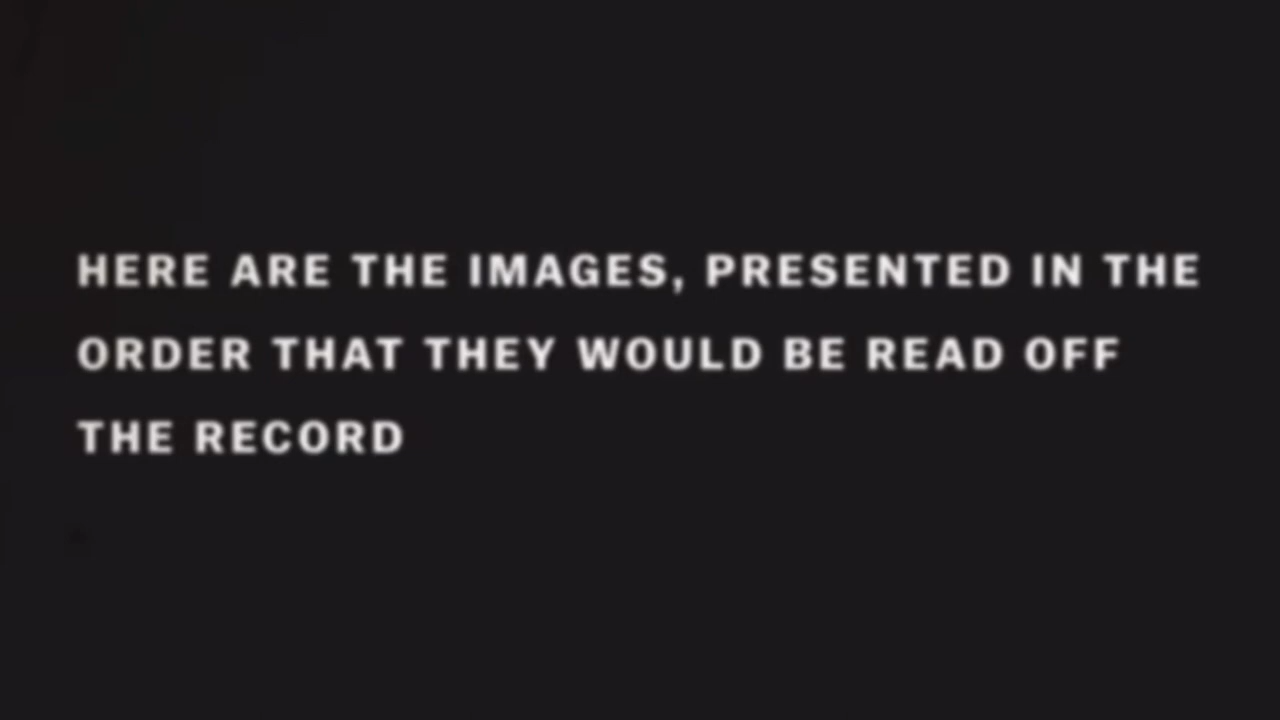 HERE ARE THE IMAGES, PRESENTED IN THE
ORDER THAT THEY WOULD BE READ OFF
THE RECORD